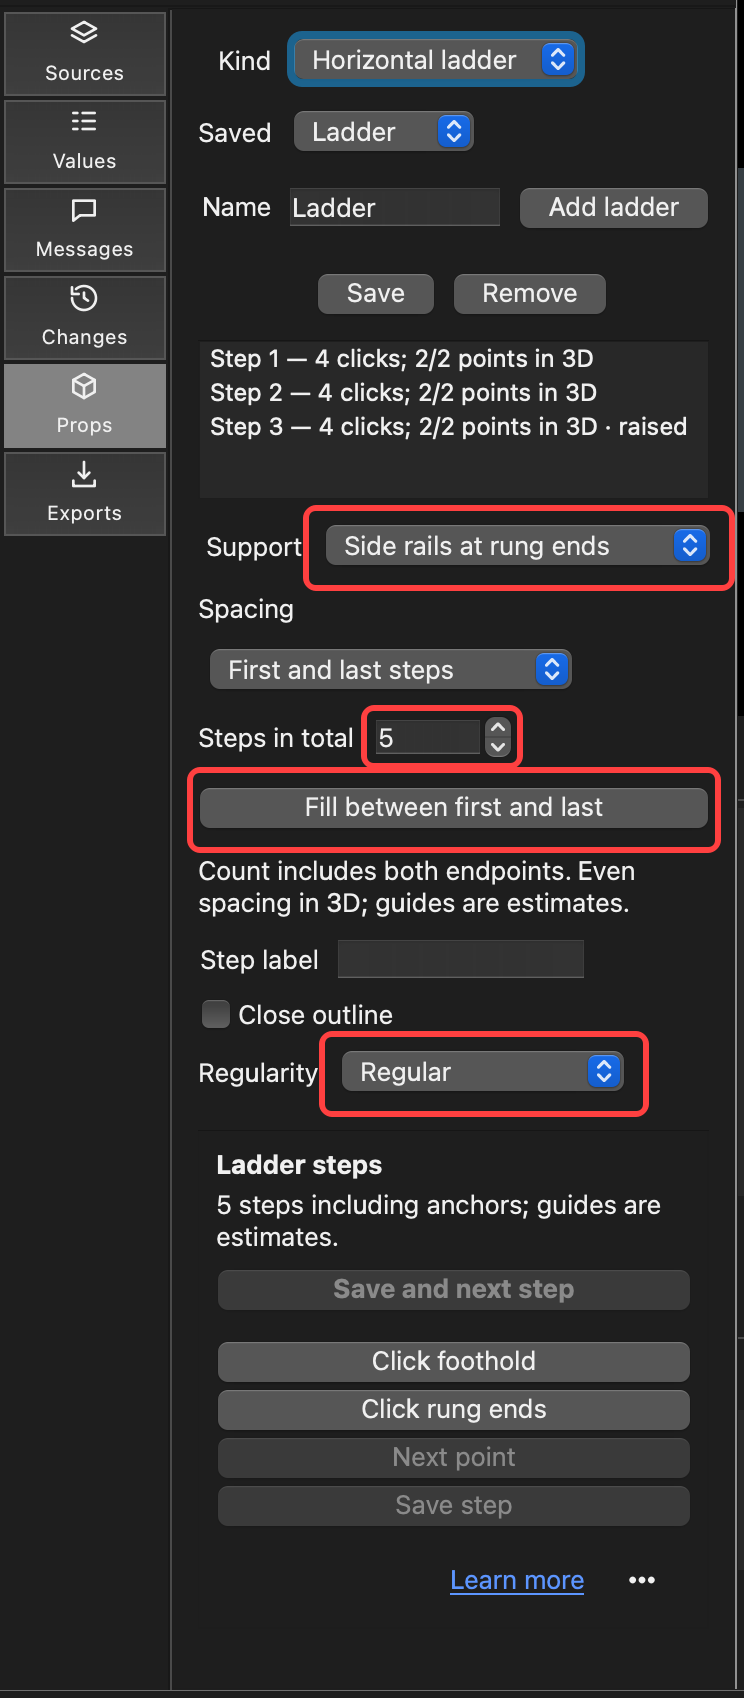 Sources
Values
Messages
Changes
Props
Exports
Kind Horizontal ladder
Saved Ladder
Name Ladder Add ladder
Save Remove
Step 1 — 4 clicks; 2/2 points in 3D
Step 2 — 4 clicks; 2/2 points in 3D
Step 3 — 4 clicks; 2/2 points in 3D · raised
Support Side rails at rung ends
Spacing
First and last steps
Steps in total 5
Fill between first and last
Count includes both endpoints. Even
spacing in 3D; guides are estimates.
Step label
Close outline
Regularity Regular
Ladder steps
5 steps including anchors; guides are
estimates.
Save and next step
Click foothold
Click rung ends
Next point
Save step
Learn more •••